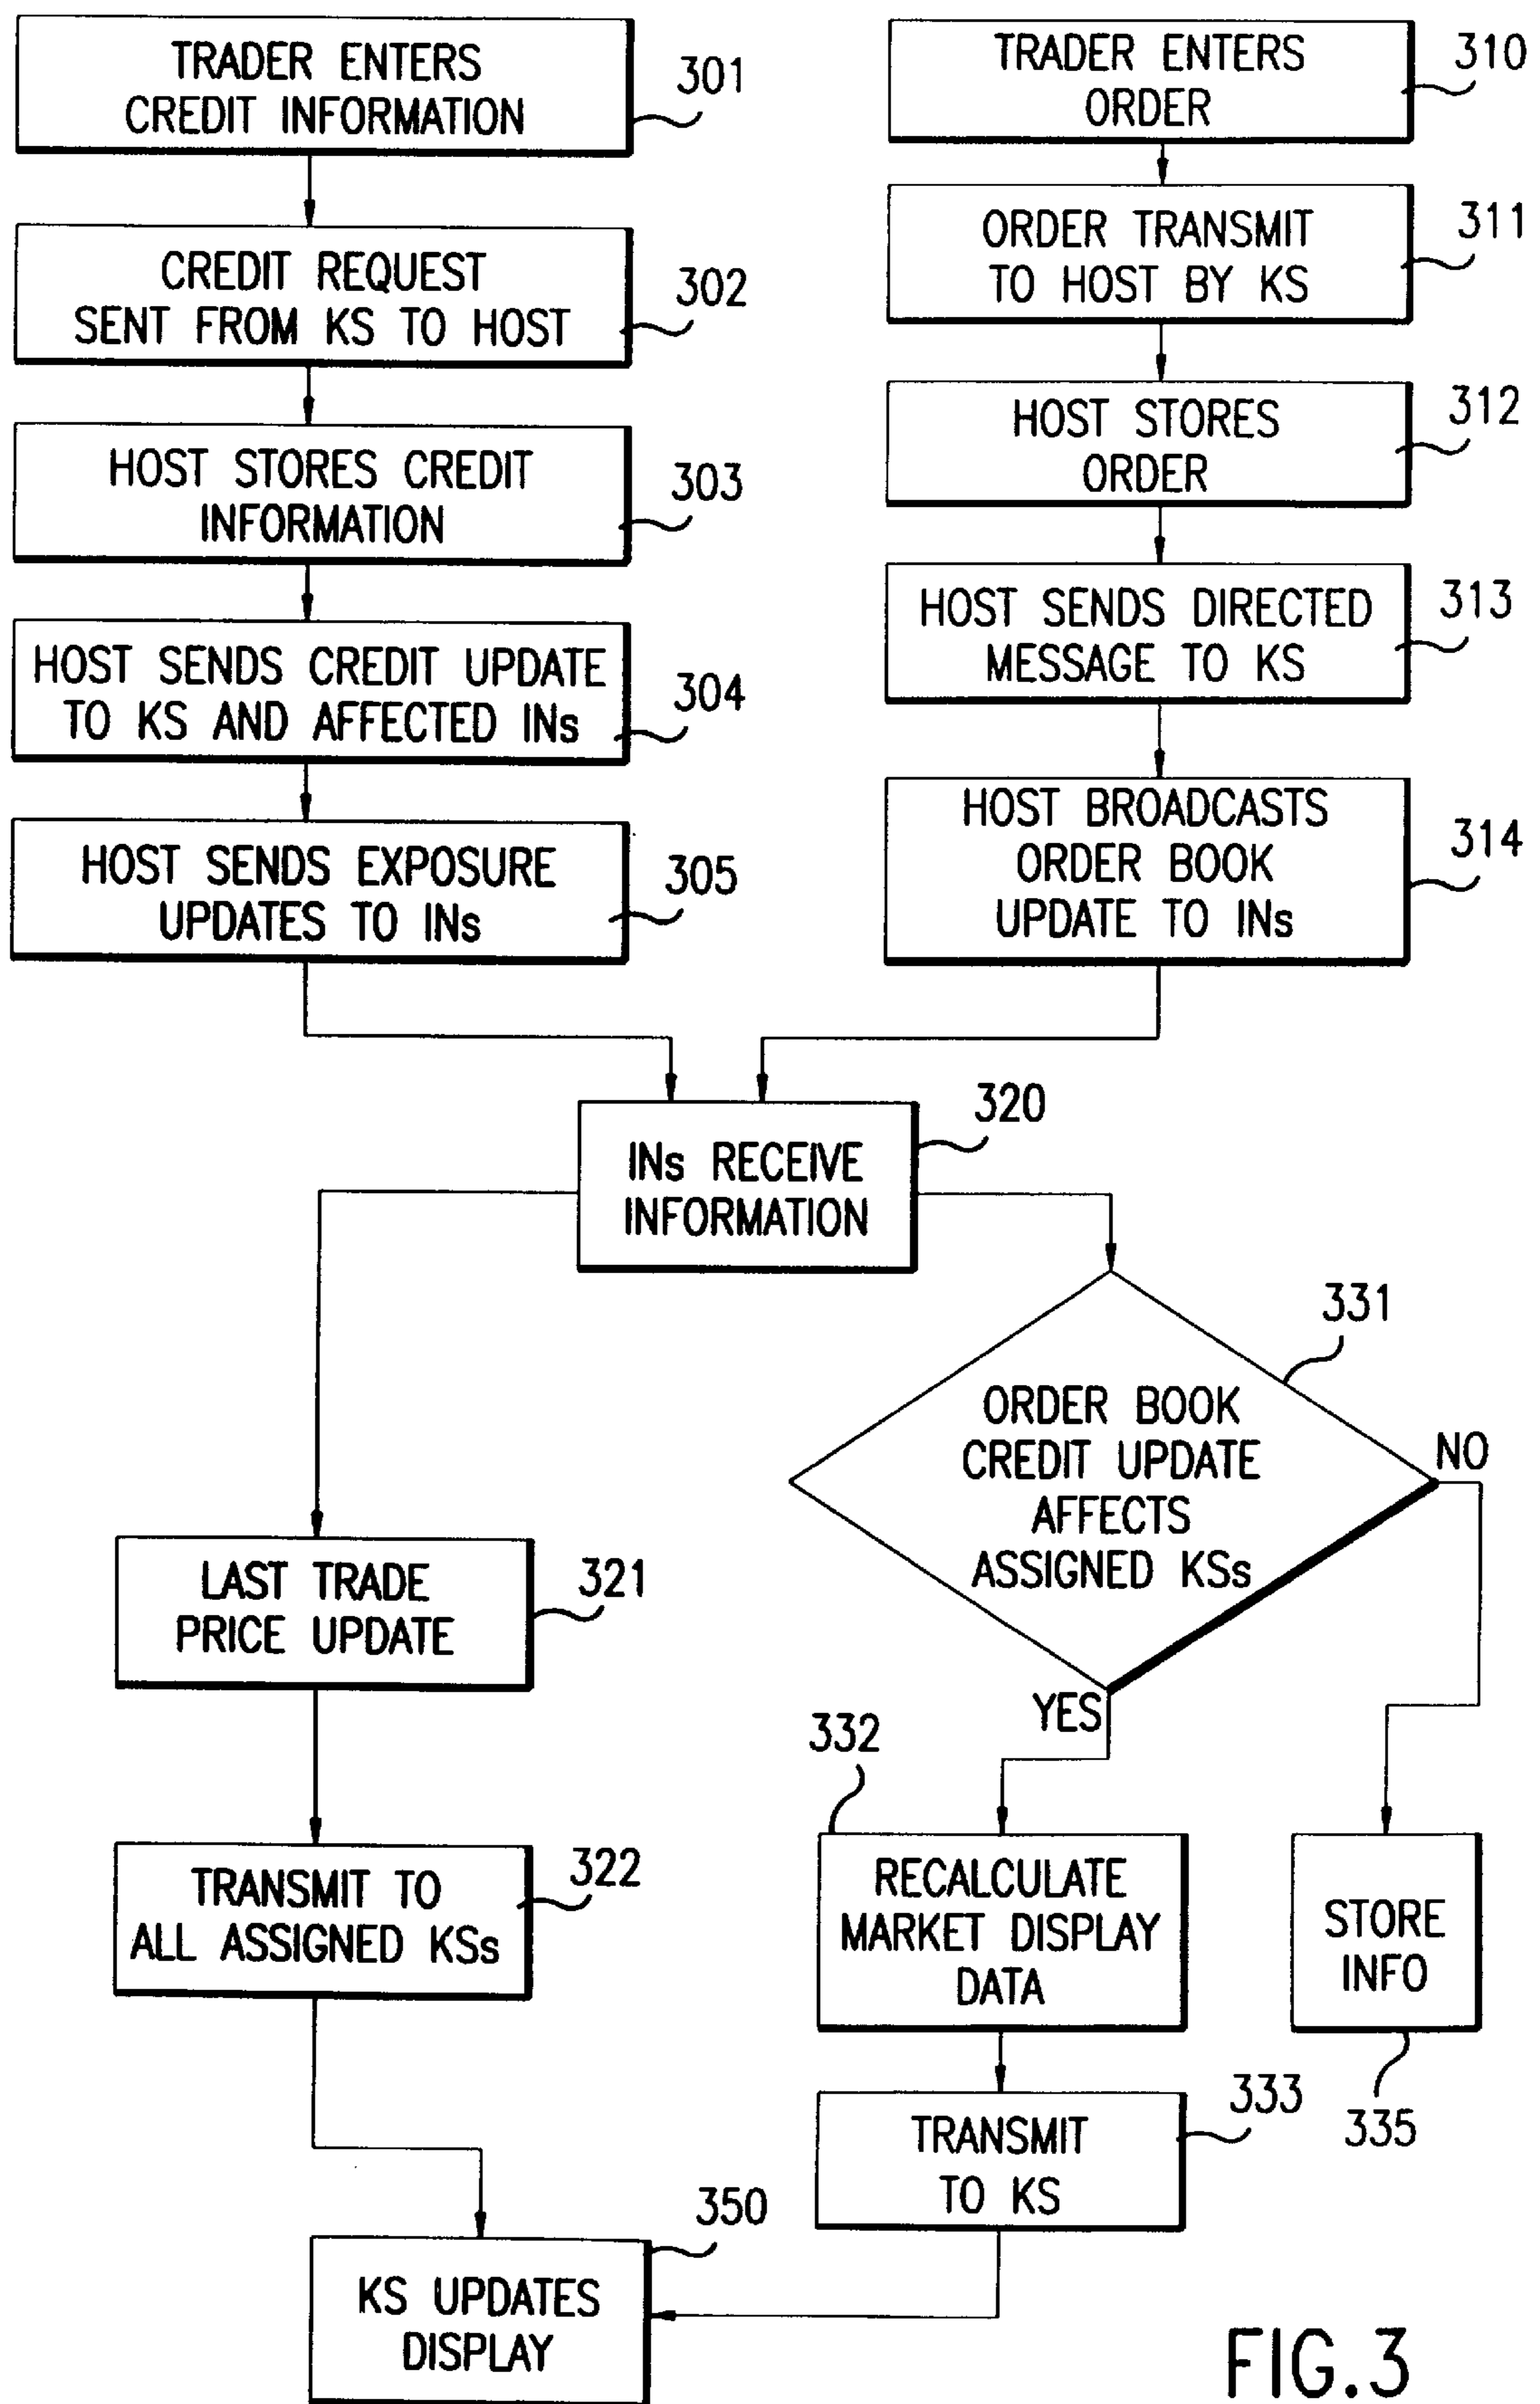 TRADER ENTERS
CREDIT INFORMATION
301
CREDIT REQUEST
SENT FROM KS TO HOST
302
HOST STORES CREDIT
INFORMATION
303
HOST SENDS CREDIT UPDATE
TO KS AND AFFECTED INs
304
HOST SENDS EXPOSURE
UPDATES TO INs
305
TRADER ENTERS
ORDER
310
ORDER TRANSMIT
TO HOST BY KS
311
HOST STORES
ORDER
312
HOST SENDS DIRECTED
MESSAGE TO KS
313
HOST BROADCASTS
ORDER BOOK
UPDATE TO INs
314
INs RECEIVE
INFORMATION
320
LAST TRADE
PRICE UPDATE
321
TRANSMIT TO
ALL ASSIGNED KSs
322
ORDER BOOK
CREDIT UPDATE
AFFECTS
ASSIGNED KSs
331
NO
YES
332
RECALCULATE
MARKET DISPLAY
DATA
STORE
INFO
335
TRANSMIT
TO KS
333
KS UPDATES
DISPLAY
350
FIG.3